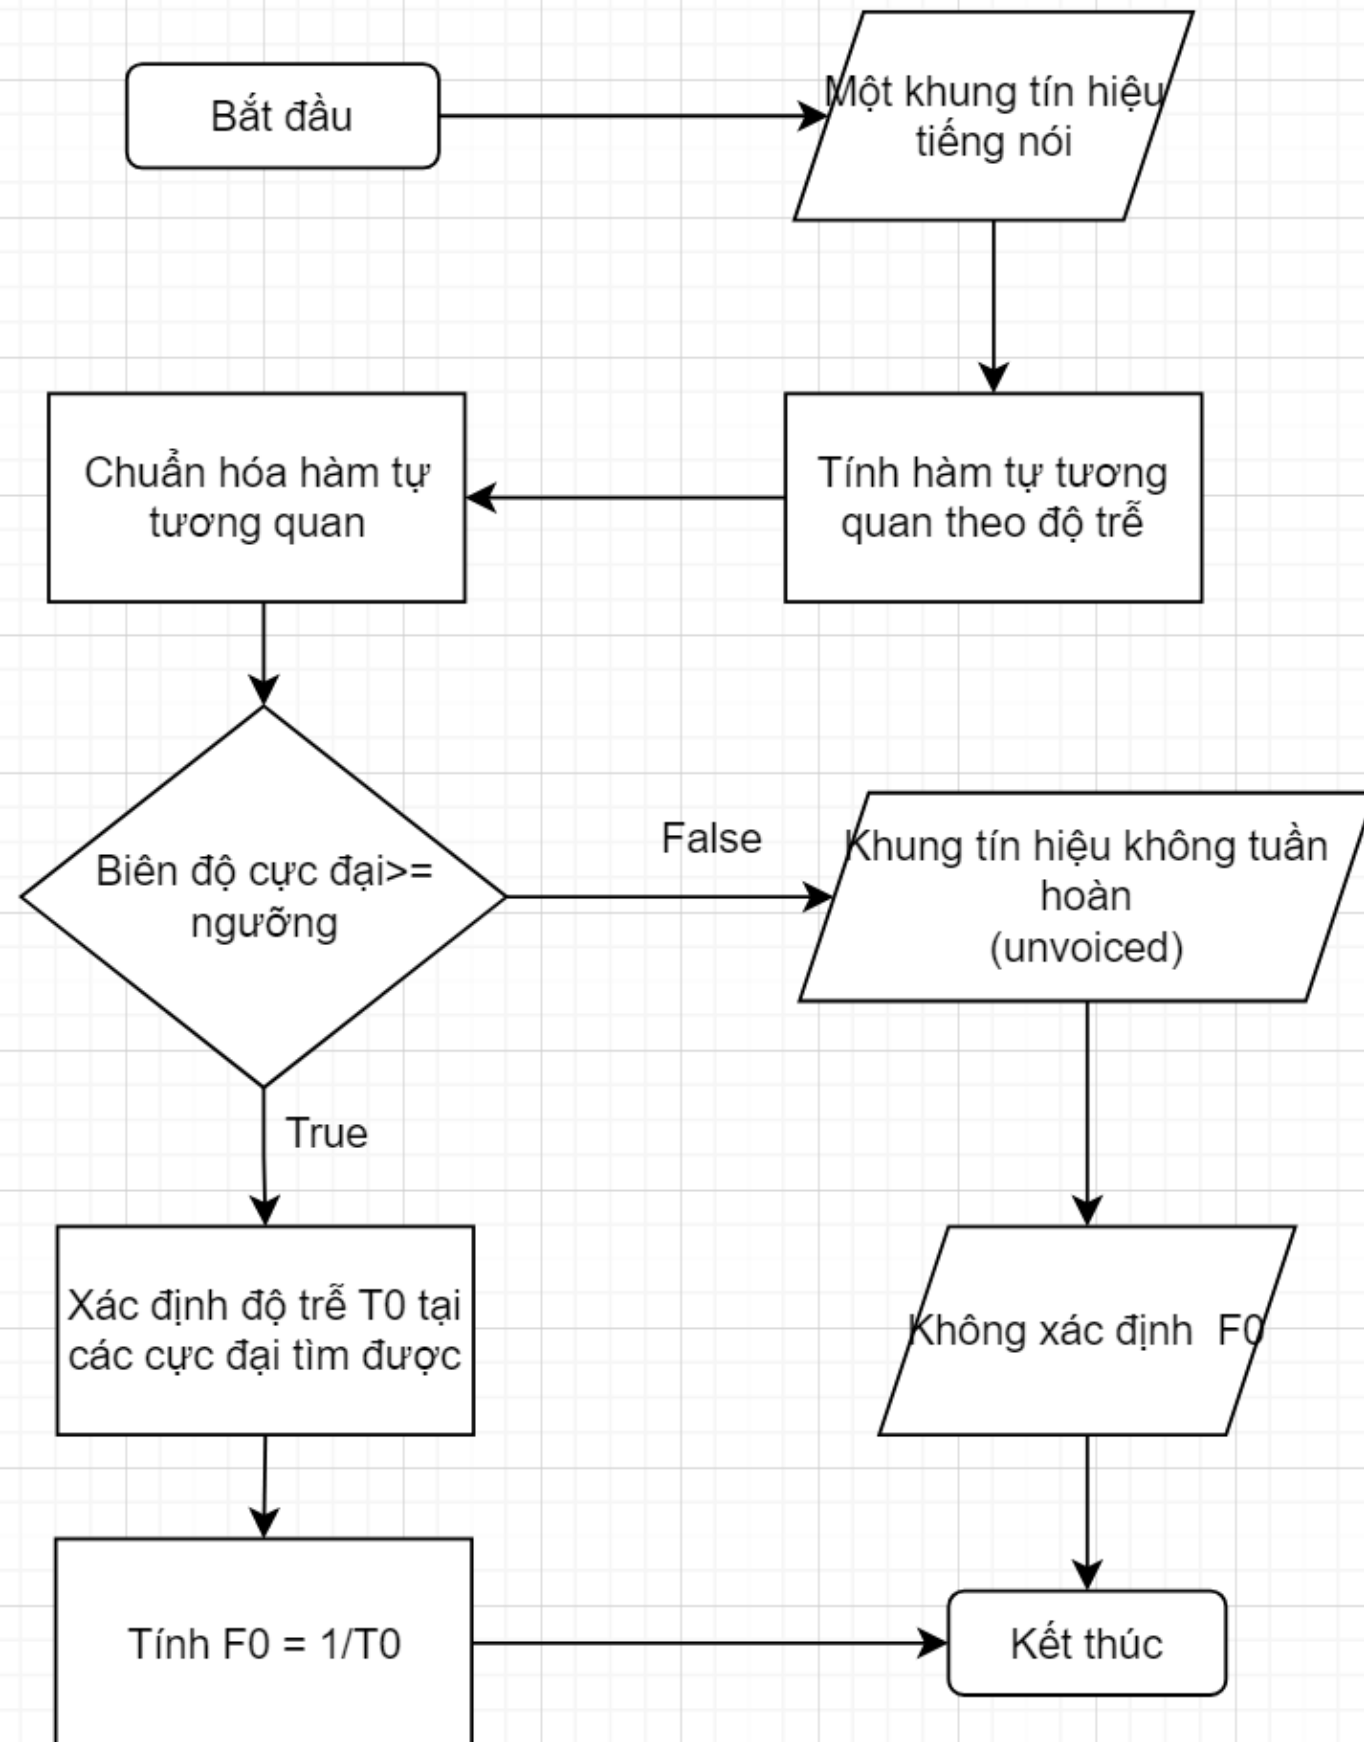 Bắt đầu
Một khung tín hiệu
tiếng nói
Tính hàm tự tương
quan theo độ trễ
Chuẩn hóa hàm tự
tương quan
Biên độ cực đại>=
ngưỡng
False
Khung tín hiệu không tuần
hoàn
(unvoiced)
True
Xác định độ trễ T0 tại
các cực đại tìm được
Không xác định F0
Tính F0 = 1/T0
Kết thúc